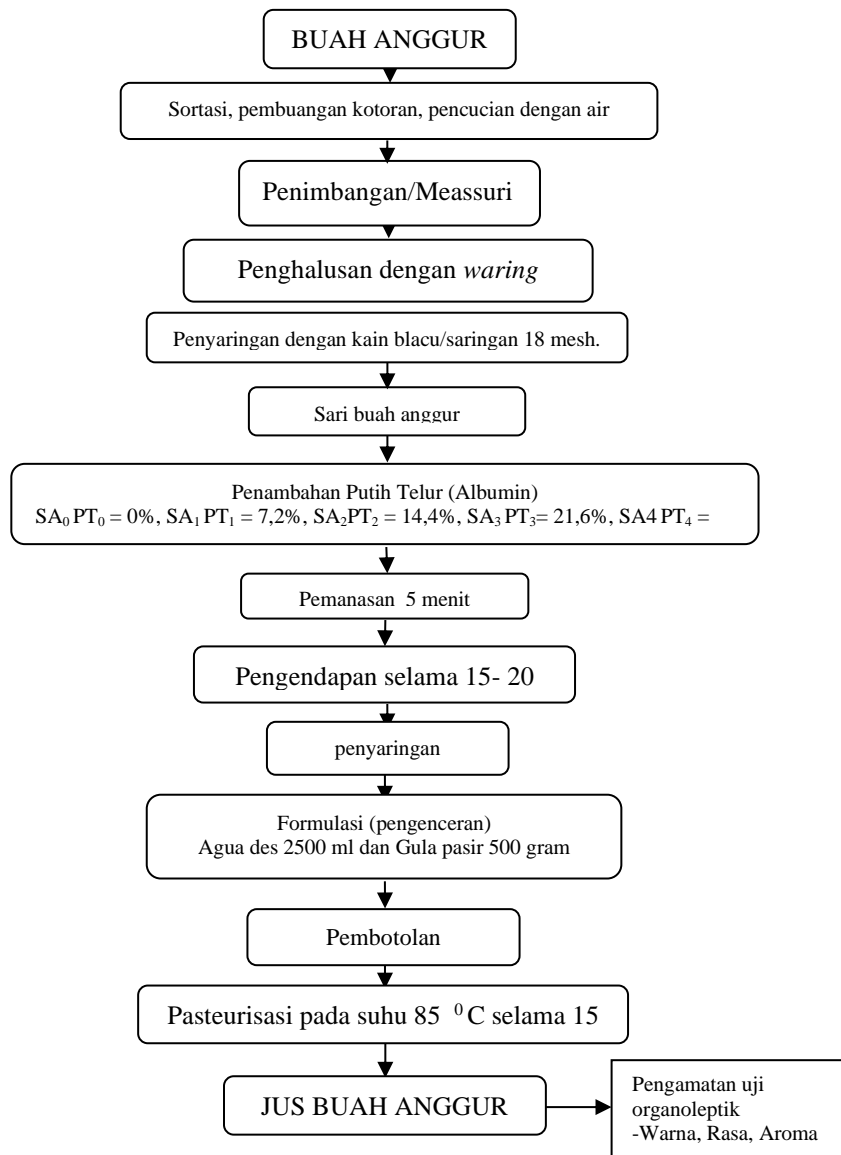 BUAH ANGGUR
Sortasi, pembuangan kotoran, pencucian dengan air
Penimbangan/Meassuri
Penghalusan dengan waring
Penyaringan dengan kain blacu/saringan 18 mesh.
Sari buah anggur
Penambahan Putih Telur (Albumin)
SA₀ PT₀ = 0%, SA₁ PT₁ = 7,2%, SA₂PT₂ = 14,4%, SA₃ PT₃= 21,6%, SA4 PT₄ =
Pemanasan 5 menit
Pengendapan selama 15- 20
penyaringan
Formulasi (pengenceran)
Agua des 2500 ml dan Gula pasir 500 gram
Pembotolan
Pasteurisasi pada suhu 85 ⁰ C selama 15
JUS BUAH ANGGUR
Pengamatan uji
organoleptik
-Warna, Rasa, Aroma